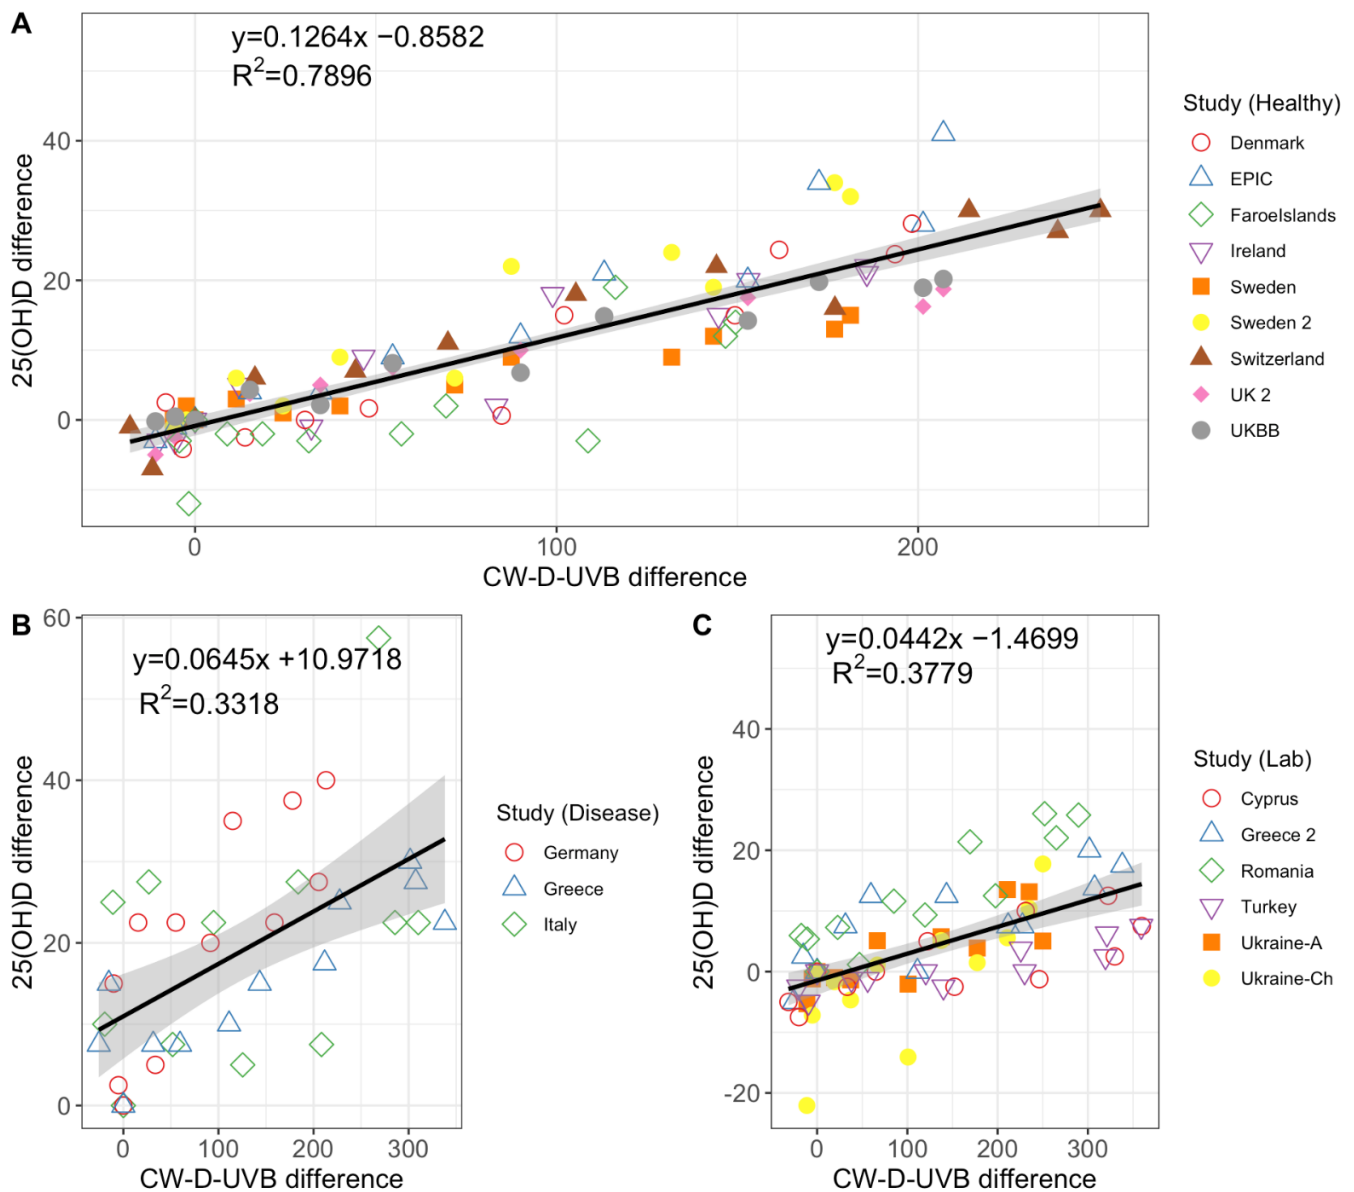 A
y=0.1264x −0.8582
R²=0.7896
40
20
0
25(OH)D difference
0 100 200
CW-D-UVB difference
Study (Healthy)
Denmark
EPIC
FaroeIslands
Ireland
Sweden
Sweden 2
Switzerland
UK 2
UKBB
B
y=0.0645x +10.9718
R²=0.3318
60
40
20
0
25(OH)D difference
0 100 200 300
CW-D-UVB difference
Study (Disease)
Germany
Greece
Italy
C
y=0.0442x −1.4699
R²=0.3779
40
20
0
-20
25(OH)D difference
0 100 200 300
CW-D-UVB difference
Study (Lab)
Cyprus
Greece 2
Romania
Turkey
Ukraine-A
Ukraine-Ch